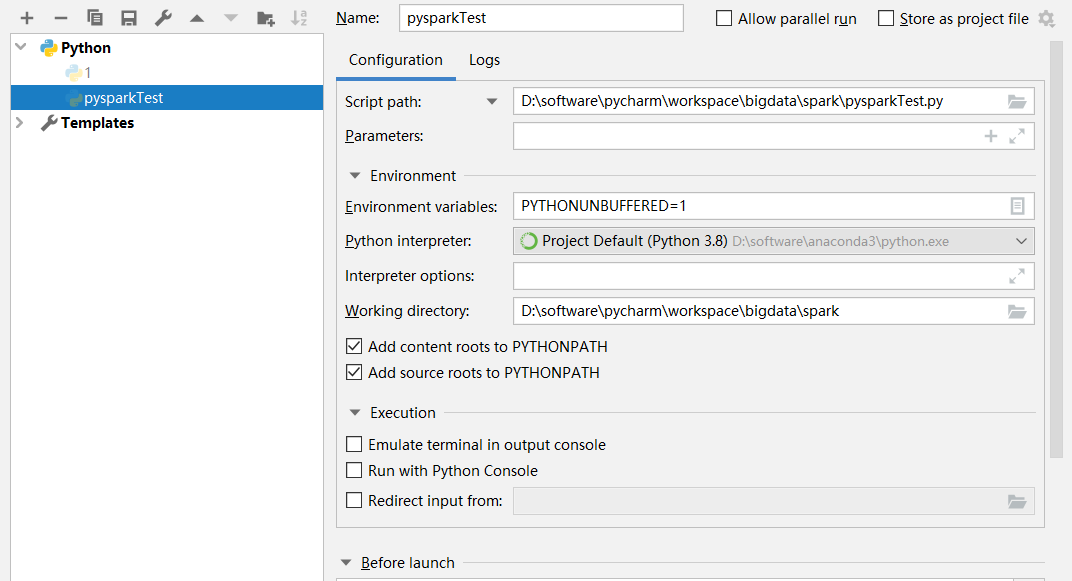 Name: pysparkTest Allow parallel run Store as project file
Python
1
pysparkTest
Templates
Configuration Logs
Script path: D:\software\pycharm\workspace\bigdata\spark\pysparkTest.py
Parameters:
Environment
Environment variables: PYTHONUNBUFFERED=1
Python interpreter: Project Default (Python 3.8) D:\software\anaconda3\python.exe
Interpreter options:
Working directory: D:\software\pycharm\workspace\bigdata\spark
Add content roots to PYTHONPATH
Add source roots to PYTHONPATH
Execution
Emulate terminal in output console
Run with Python Console
Redirect input from:
Before launch